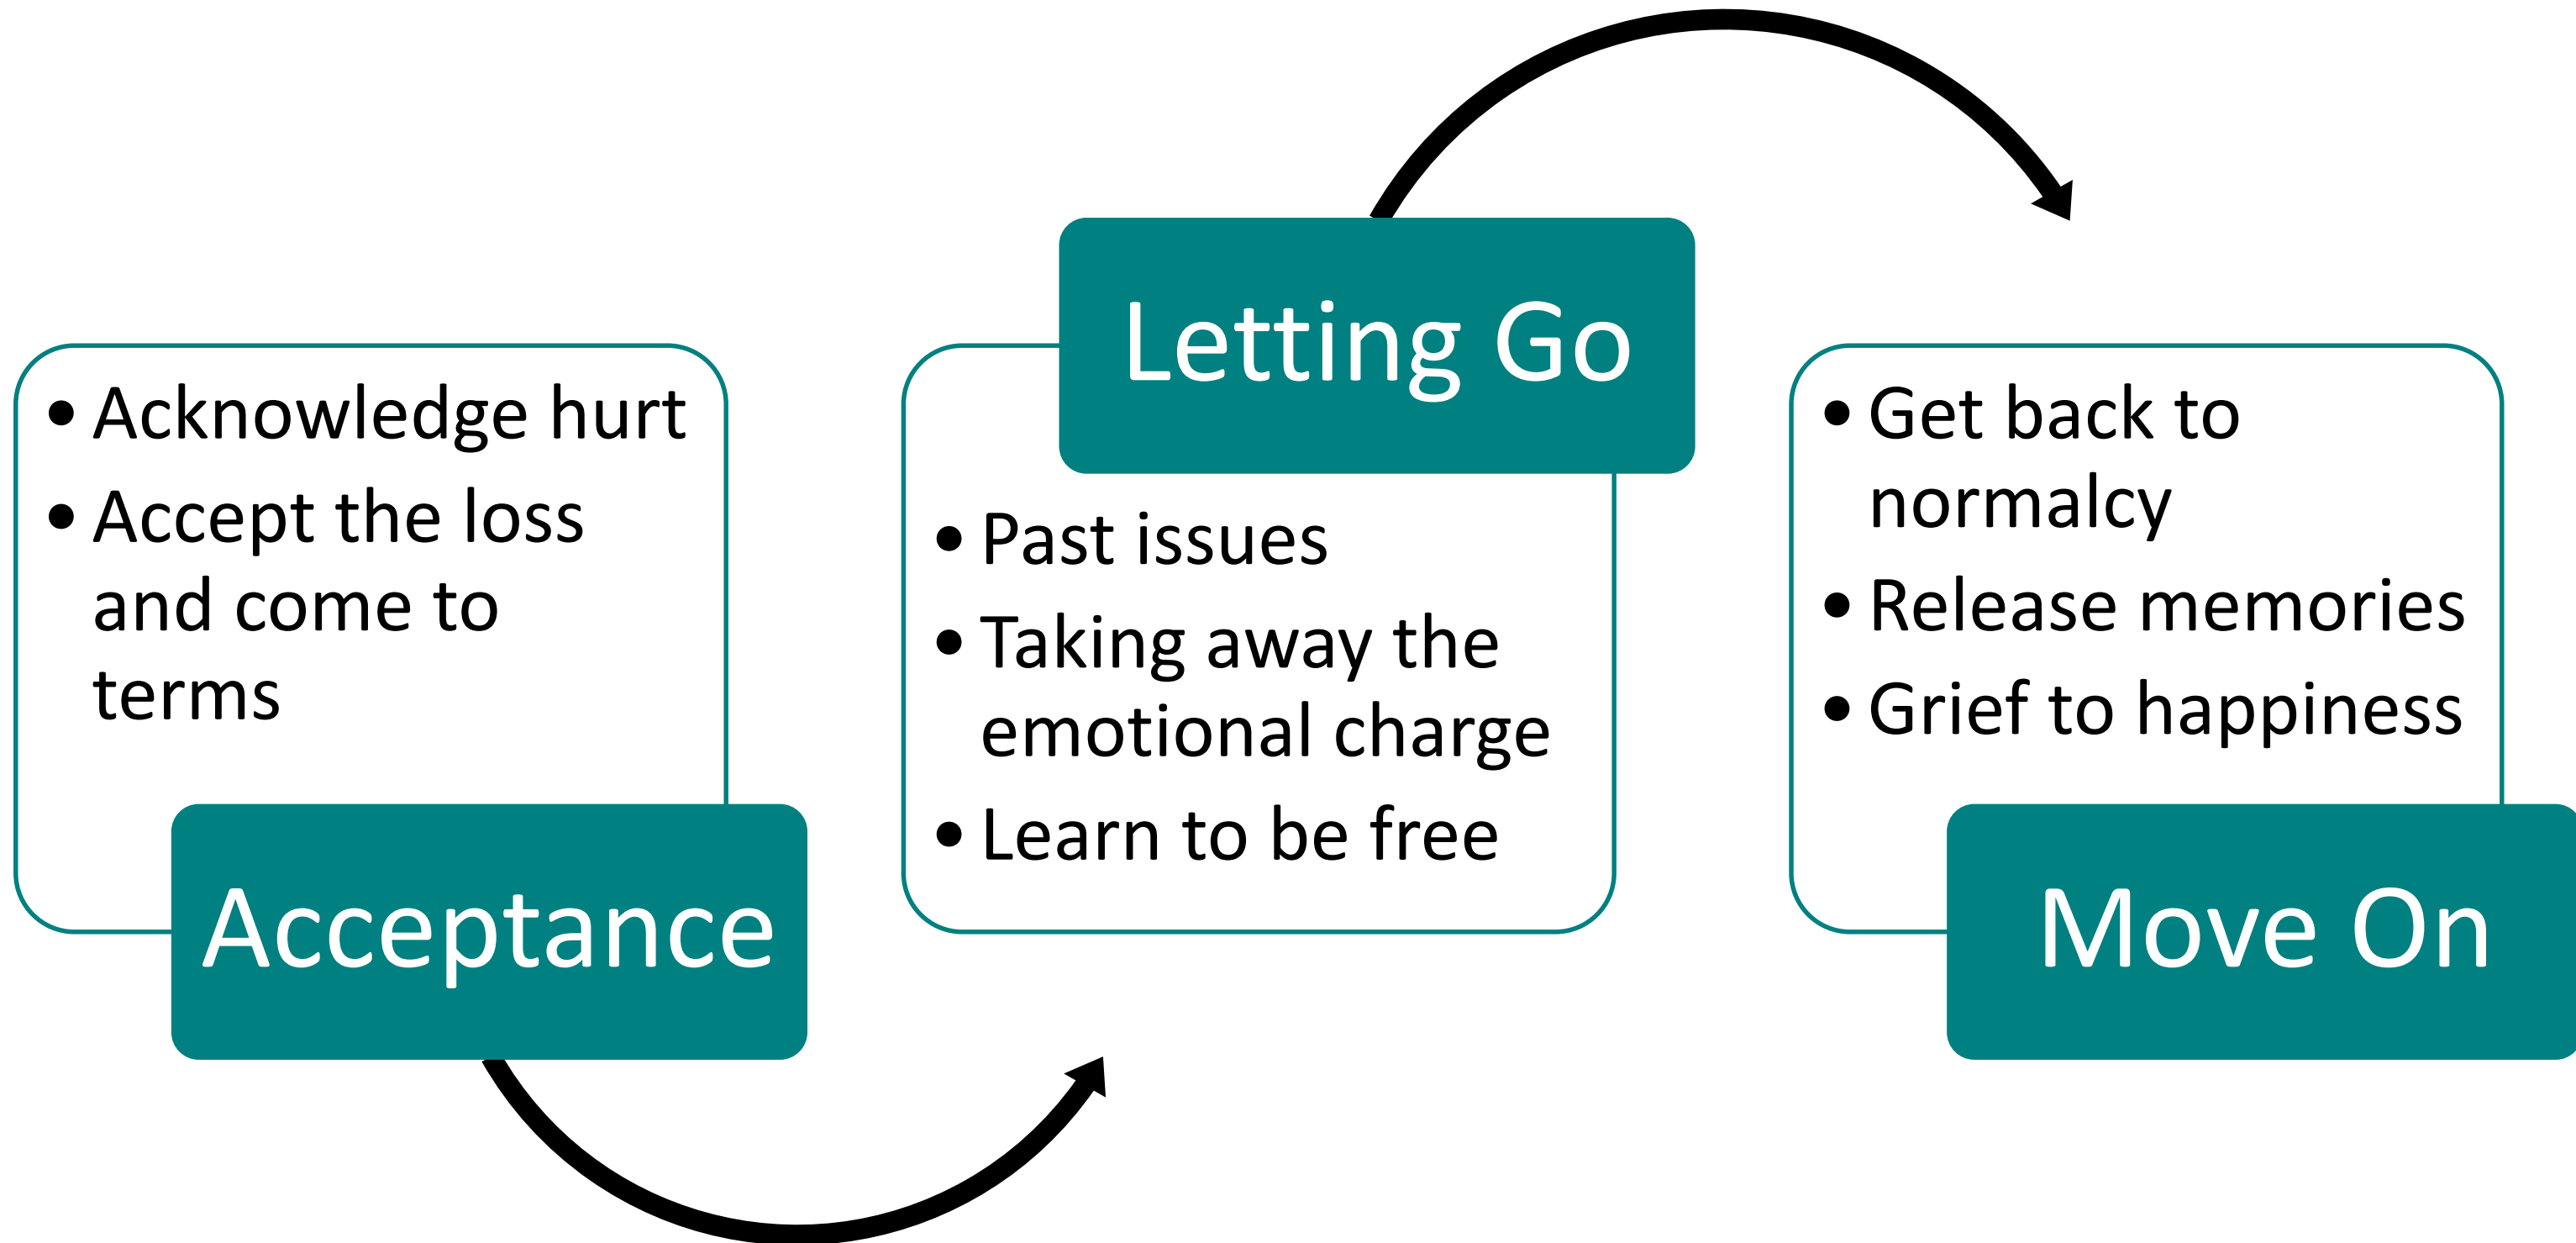 • Acknowledge hurt
• Accept the loss
and come to
terms
Acceptance
Letting Go
• Past issues
• Taking away the
emotional charge
• Learn to be free
• Get back to
normalcy
• Release memories
• Grief to happiness
Move On